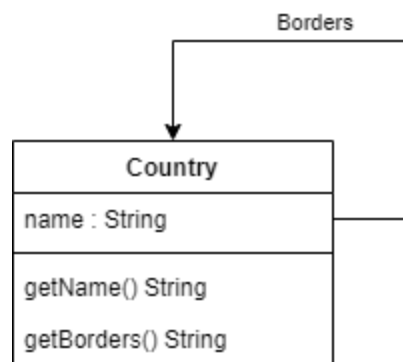 Borders
Country
name : String
getName() String
getBorders() String